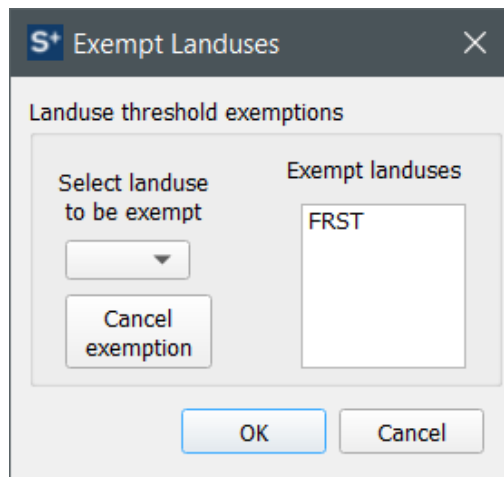 S+ Exempt Landuses
Landuse threshold exemptions
Select landuse
to be exempt
Cancel
exemption
Exempt landuses
FRST
OK
Cancel